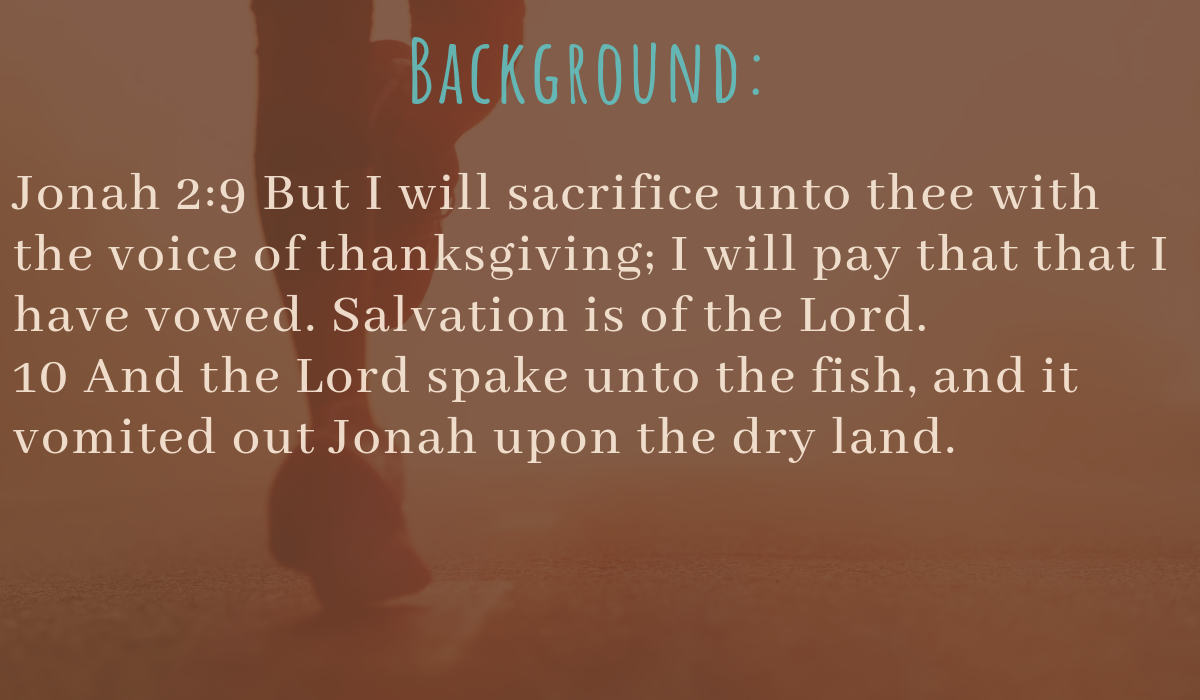 Background:
Jonah 2:9 But I will sacrifice unto thee with
the voice of thanksgiving; I will pay that that I
have vowed. Salvation is of the Lord.
10 And the Lord spake unto the fish, and it
vomited out Jonah upon the dry land.